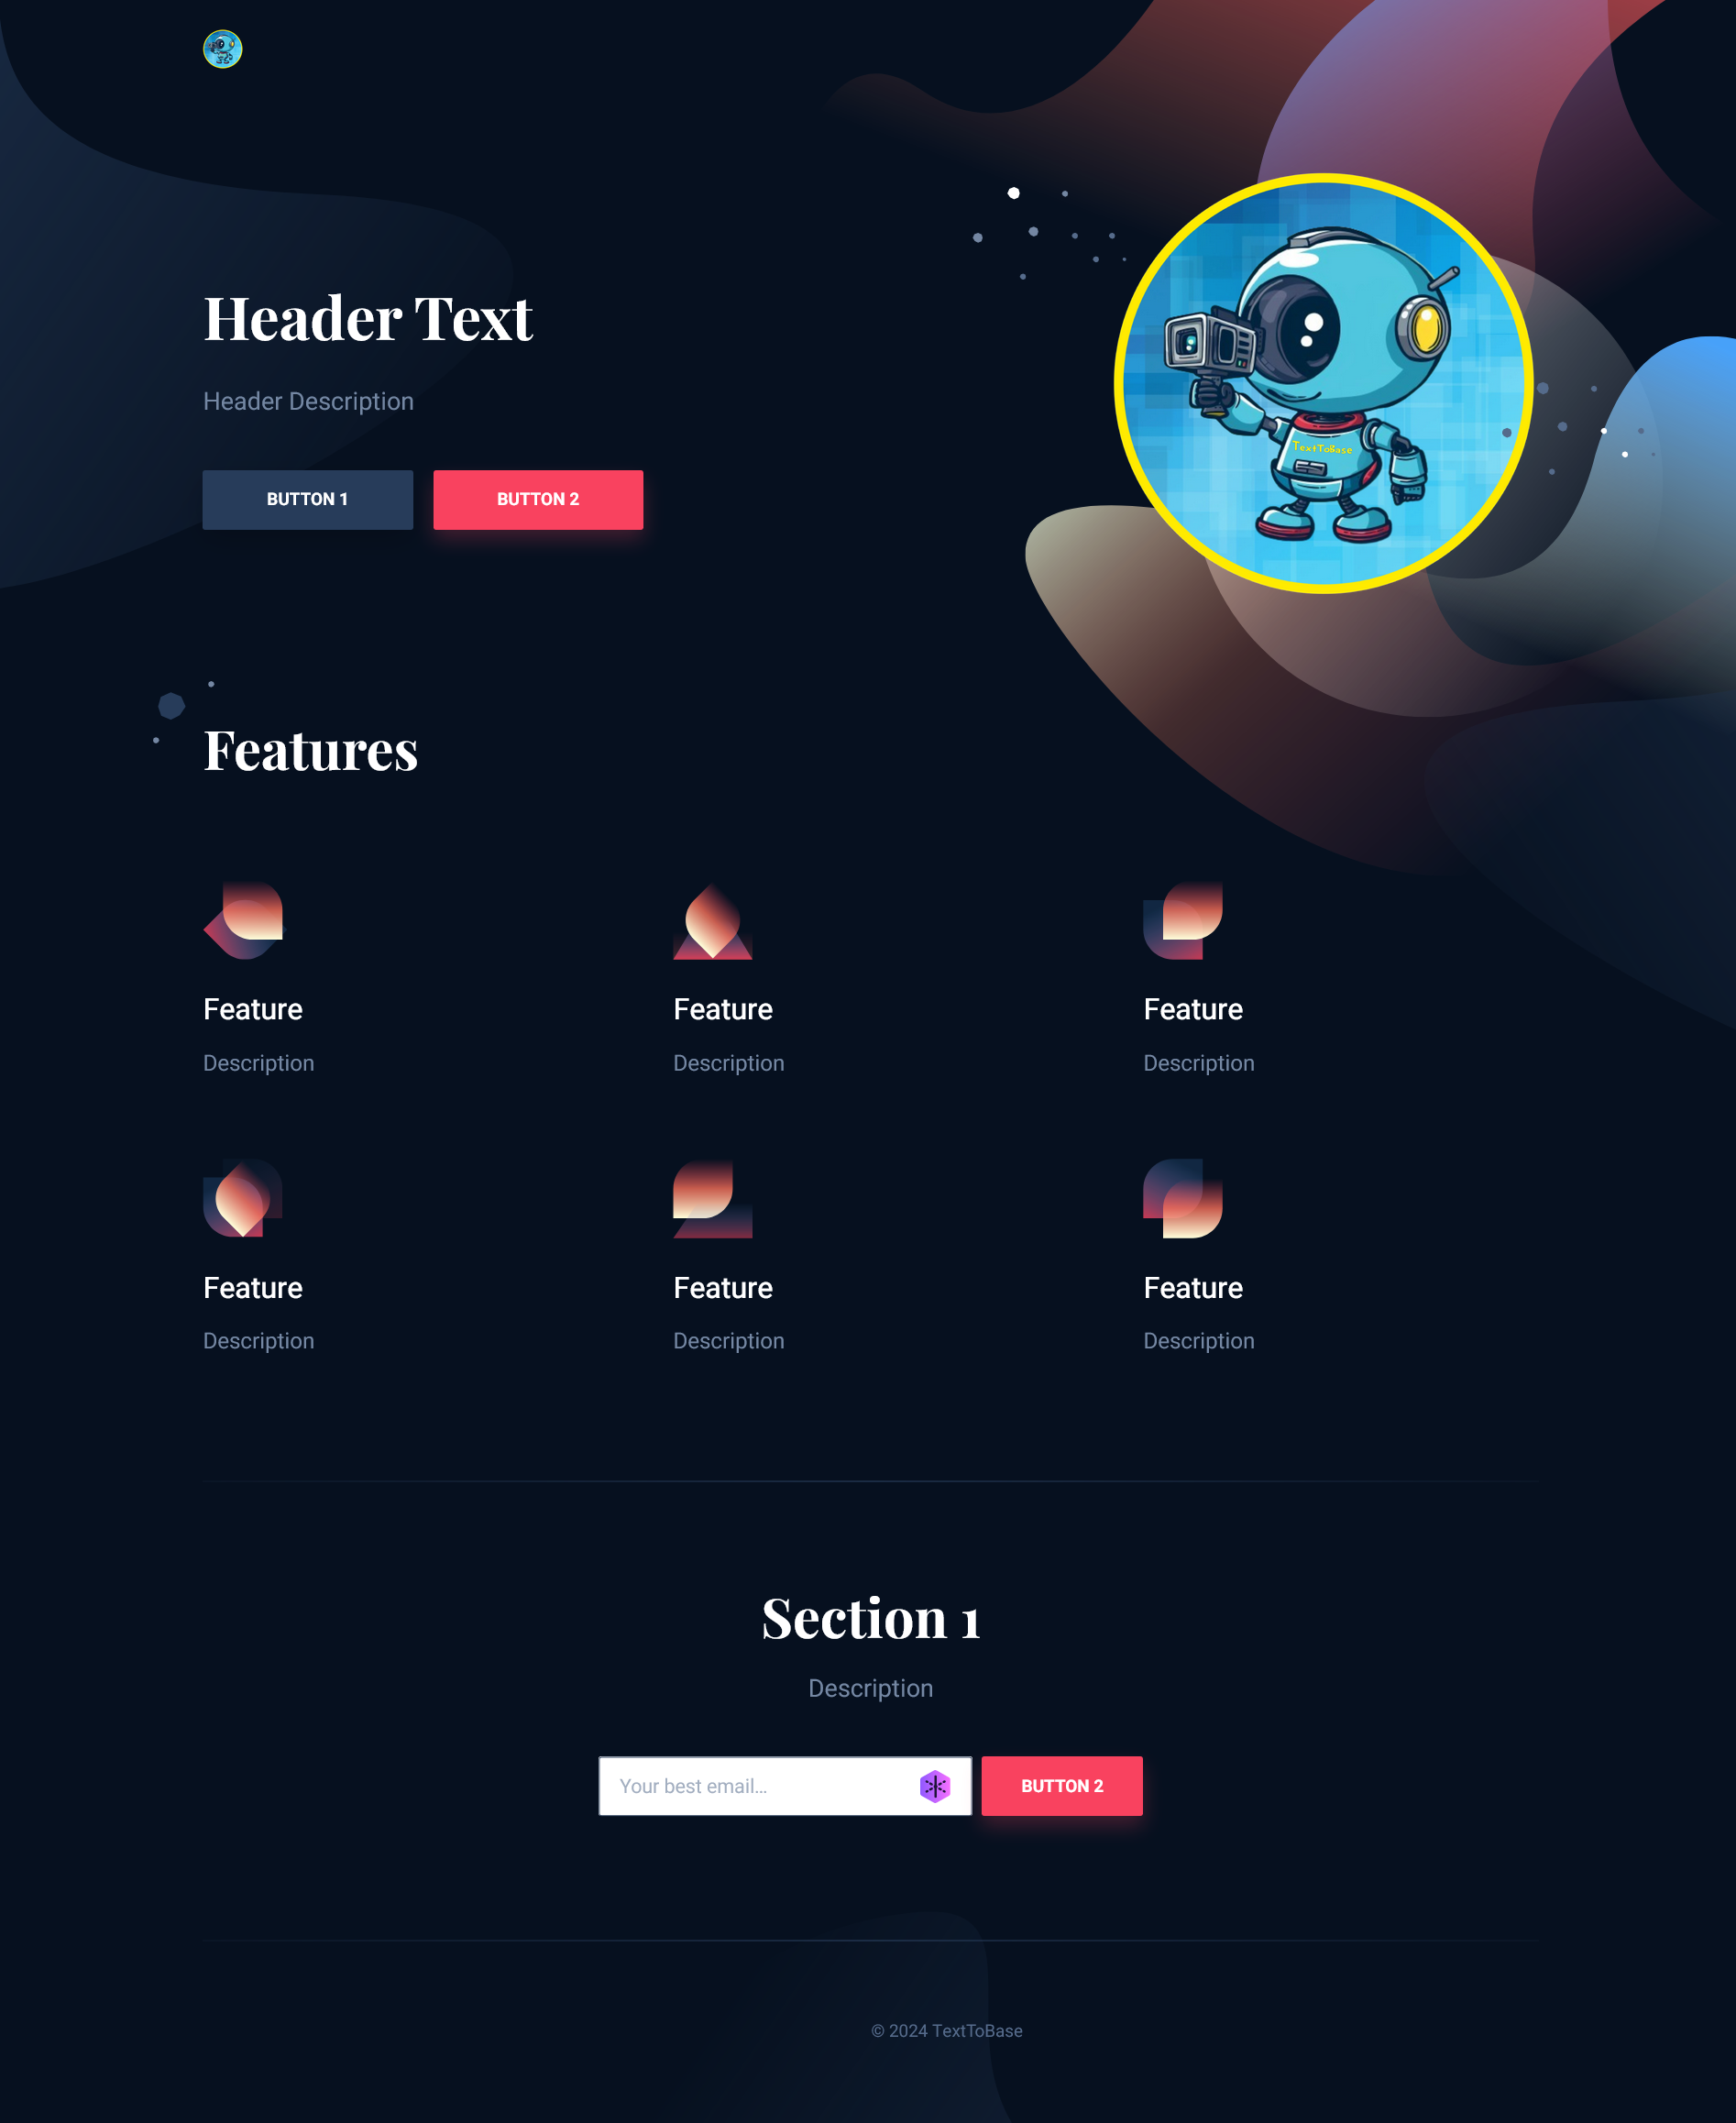 Header Text
Header Description
BUTTON 1
BUTTON 2
TextToBase
Features
Feature
Feature
Feature
Description
Description
Description
Feature
Feature
Feature
Description
Description
Description
Section 1
Description
Your best email...
BUTTON 2
© 2024 TextToBase